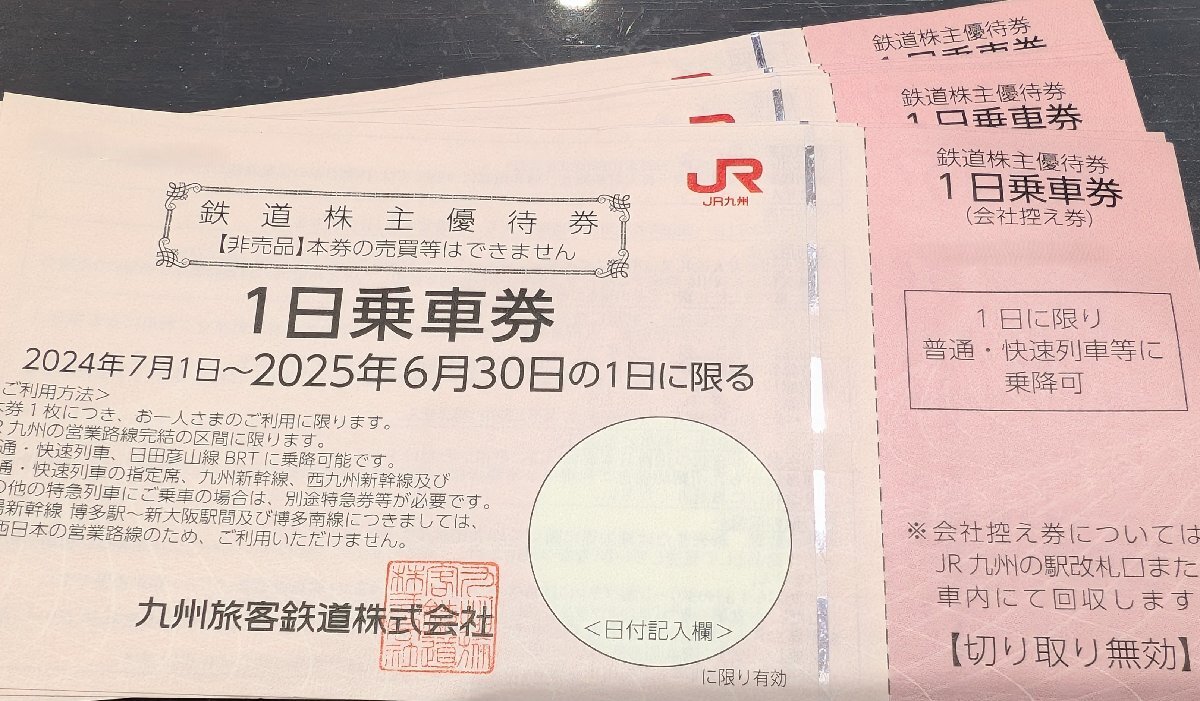 鉄道株主優待券
1日乗車券
鉄道株主優待券
1日乗車券
JR
JR九州
鉄道株主優待券
【非売品】本券の売買等はできません
1日乗車券
2024年7月1日～2025年6月30日の1日に限る
ご利用方法＞
本券1枚につき、お一人さまのご利用に限ります。
R九州の営業路線完結の区間に限ります。
通・快速列車、日田彦山線BRTに乗降可能です。
通・快速列車の指定席、九州新幹線、西九州新幹線及び
の他の特急列車にご乗車の場合は、別途特急券等が必要です。
陽新幹線 博多駅～新大阪駅間及び博多南線につきましては、
西日本の営業路線のため、ご利用いただけません。
九州旅客鉄道株式会社
＜日付記入欄＞
に限り有効
鉄道株主優待券
1日乗車券
(会社控え券)
1日に限り
普通・快速列車等に
乗降可
※会社控え券については
JR九州の駅改札口また
車内にて回収します
【切り取り無効】